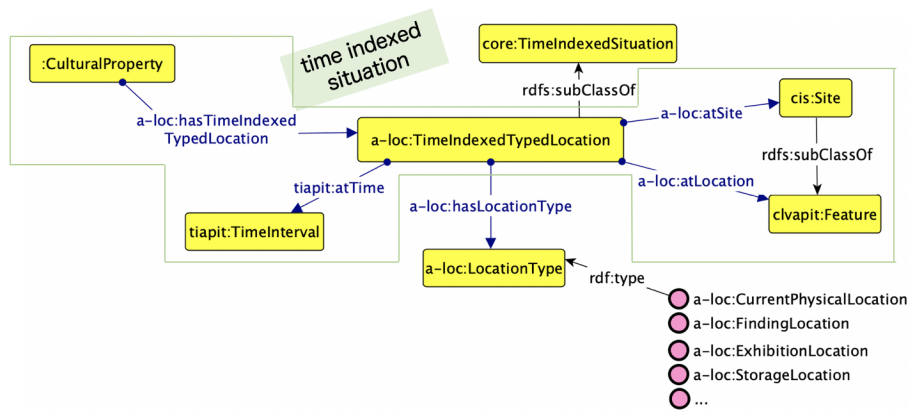 time indexed
situation
core:TimeIndexedSituation
:CulturalProperty
rdfs:subClassOf
cis:Site
a-loc:hasTimeIndexed
TypedLocation
a-loc:atSite
a-loc:TimeIndexedTypedLocation
rdfs:subClassOf
tiapit:atTime
a-loc:atLocation
a-loc:hasLocationType
tiapit:TimeInterval
clvapit:Feature
a-loc:LocationType
rdf:type
a-loc:CurrentPhysicalLocation
a-loc:FindingLocation
a-loc:ExhibitionLocation
a-loc:StorageLocation
...